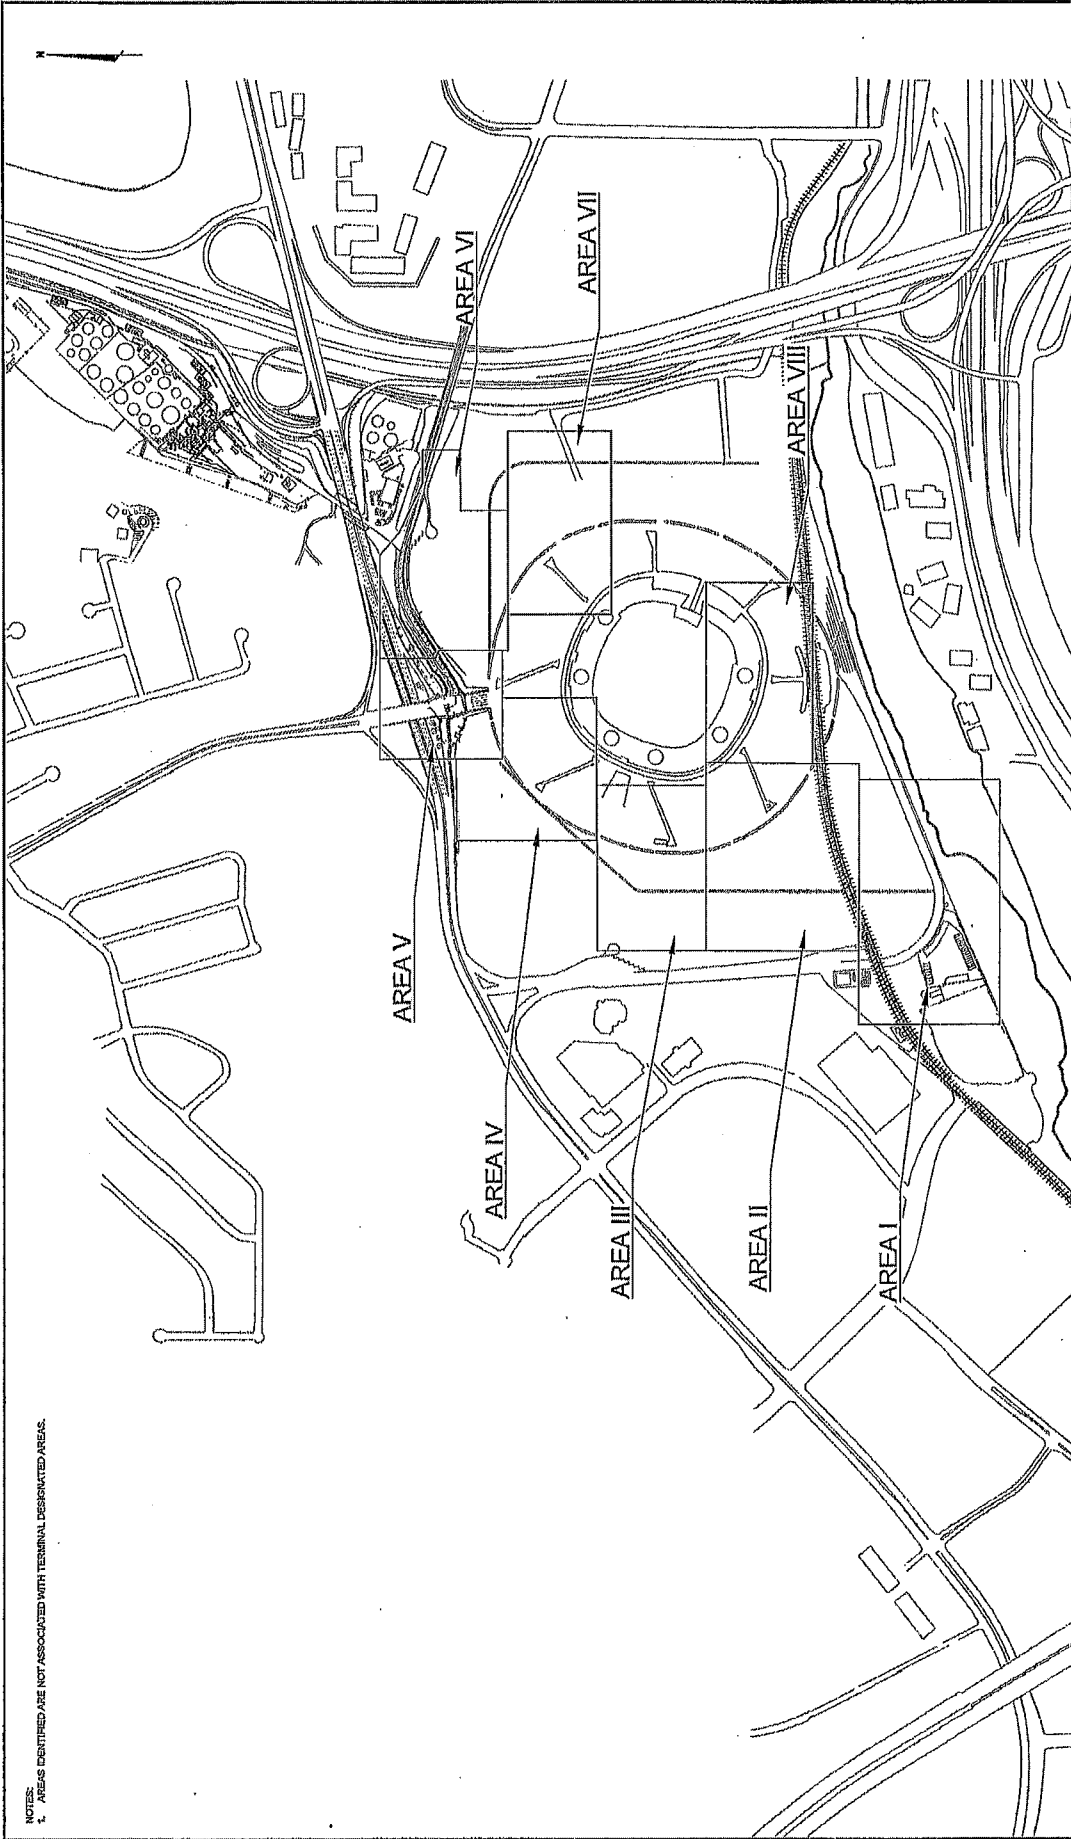 NOTES:
1. AREAS IDENTIFIED ARE NOT ASSOCIATED WITH TERMINAL DESIGNATED AREAS.
N
AREA V
AREA VI
AREA IV
AREA VII
AREA III
AREA II
AREA VIII
AREA I